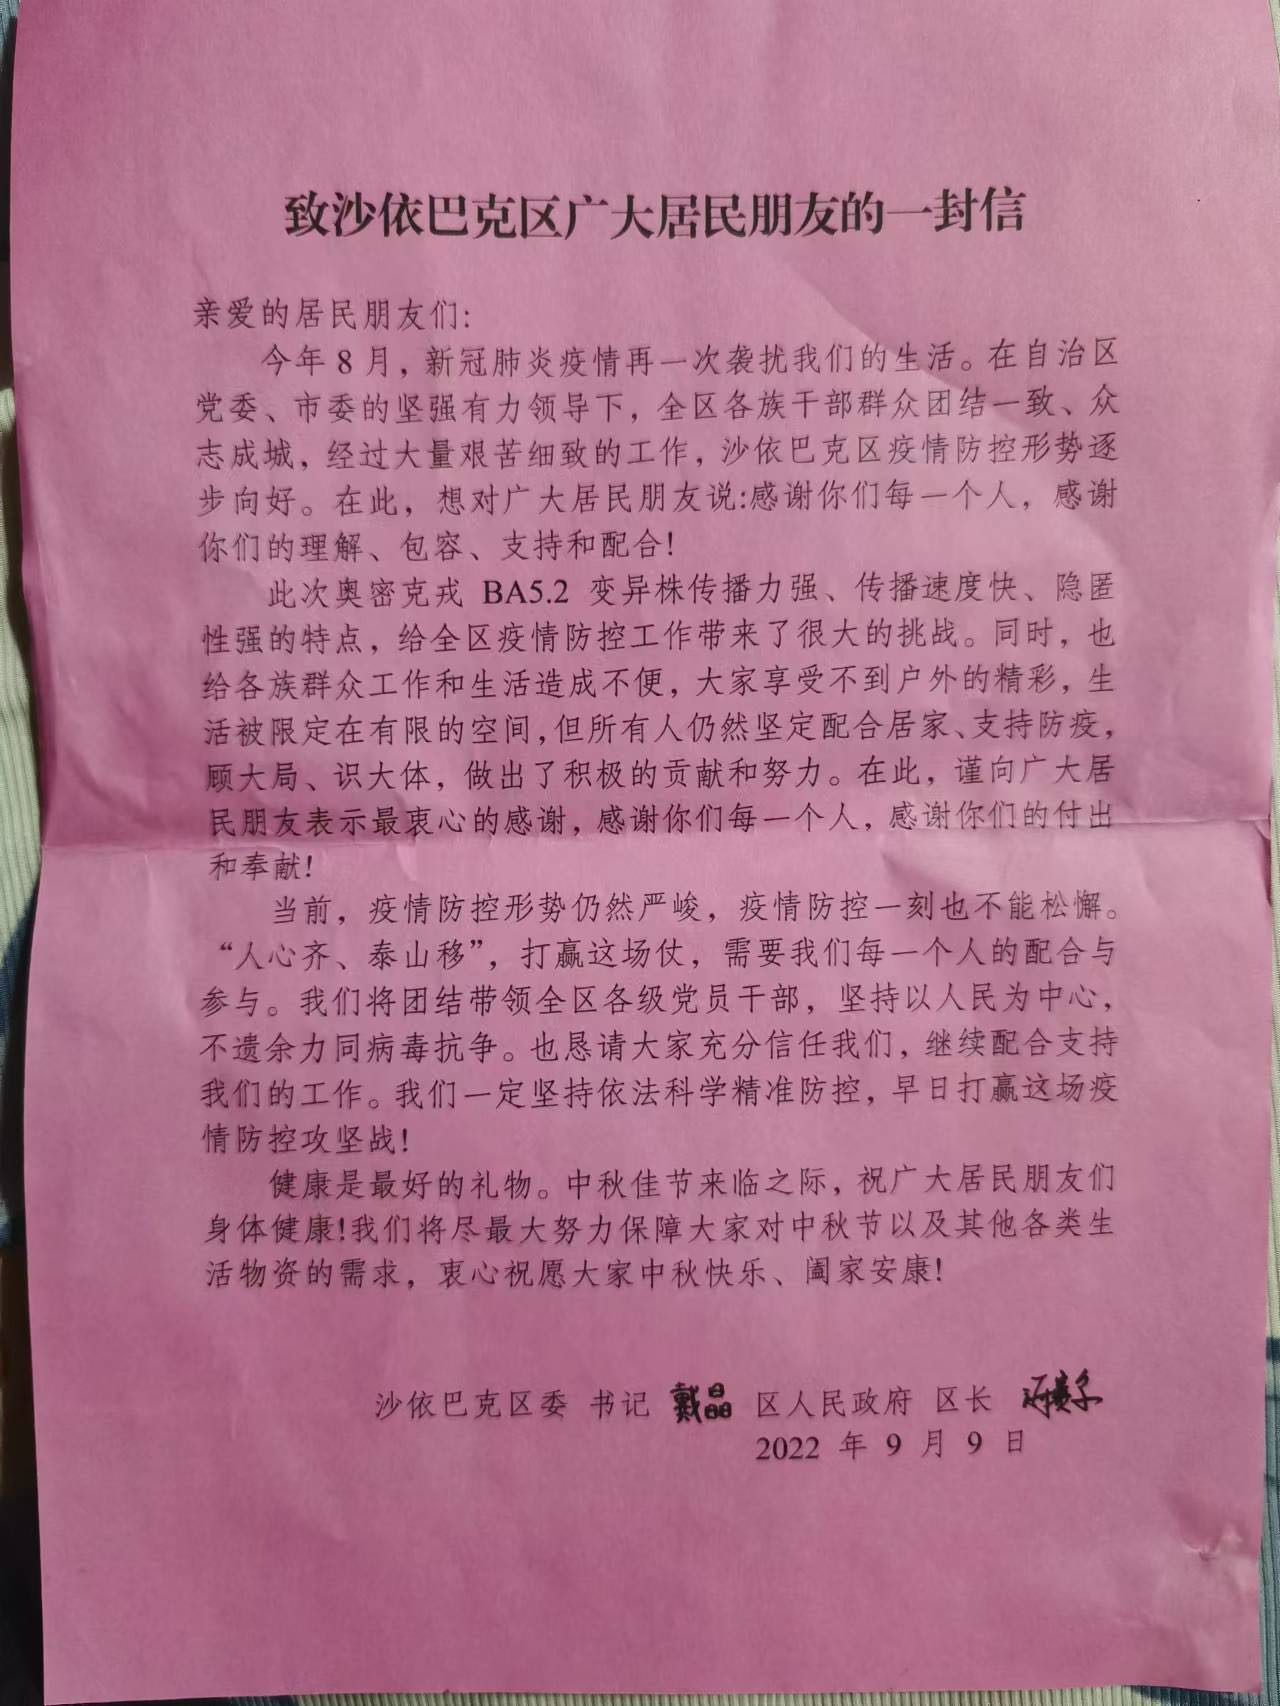 致沙依巴克区广大居民朋友的一封信
亲爱的居民朋友们:
今年8月，新冠肺炎疫情再一次袭扰我们的生活。在自治区
党委、市委的坚强有力领导下，全区各族干部群众团结一致、众
志成城，经过大量艰苦细致的工作，沙依巴克区疫情防控形势逐
步向好。在此，想对广大居民朋友说:感谢你们每一个人，感谢
你们的理解、包容、支持和配合!
此次奥密克戎 BA5.2 变异株传播力强、传播速度快、隐匿
性强的特点，给全区疫情防控工作带来了很大的挑战。同时，也
给各族群众工作和生活造成不便，大家享受不到户外的精彩，生
活被限定在有限的空间,但所有人仍然坚定配合居家、支持防疫，
顾大局、识大体，做出了积极的贡献和努力。在此，谨向广大居
民朋友表示最衷心的感谢，感谢你们每一个人，感谢你们的付出
和奉献!
当前，疫情防控形势仍然严峻，疫情防控一刻也不能松懈。
“人心齐、泰山移”，打赢这场仗，需要我们每一个人的配合与
参与。我们将团结带领全区各级党员干部，坚持以人民为中心，
不遗余力同病毒抗争。也恳请大家充分信任我们，继续配合支持
我们的工作。我们一定坚持依法科学精准防控，早日打赢这场疫
情防控攻坚战!
健康是最好的礼物。中秋佳节来临之际，祝广大居民朋友们
身体健康!我们将尽最大努力保障大家对中秋节以及其他各类生
活物资的需求，衷心祝愿大家中秋快乐、阖家安康!
沙依巴克区委 书记 戴晶 区人民政府 区长
2022 年 9 月 9 日